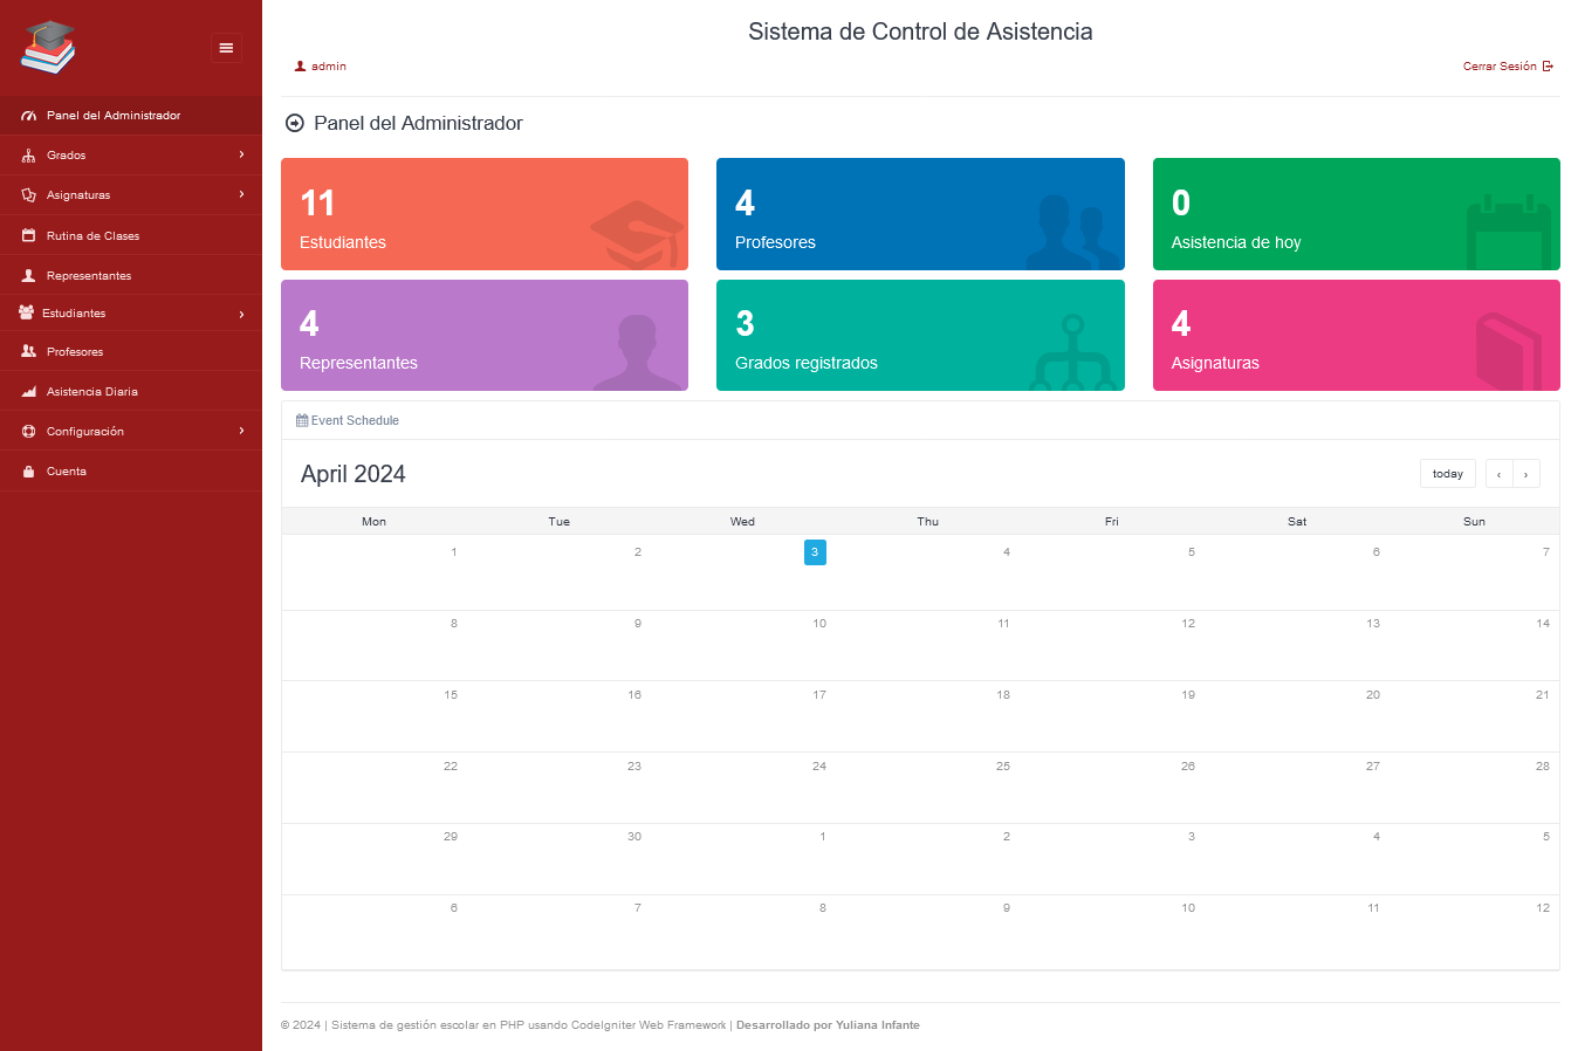 Sistema de Control de Asistencia
admin
Cerrar Sesión
Panel del Administrador
Grados
Asignaturas
Rutina de Clases
Representantes
Estudiantes
Profesores
Asistencia Diaria
Configuración
Cuenta
Panel del Administrador
11
Estudiantes
4
Profesores
0
Asistencia de hoy
4
Representantes
3
Grados registrados
4
Asignaturas
Event Schedule
April 2024
today ‹ ›
Mon Tue Wed Thu Fri Sat Sun
1 2 3 4 5 6 7
8 9 10 11 12 13 14
15 16 17 18 19 20 21
22 23 24 25 26 27 28
29 30 1 2 3 4 5
6 7 8 9 10 11 12
© 2024 | Sistema de gestión escolar en PHP usando CodeIgniter Web Framework | Desarrollado por Yuliana Infante